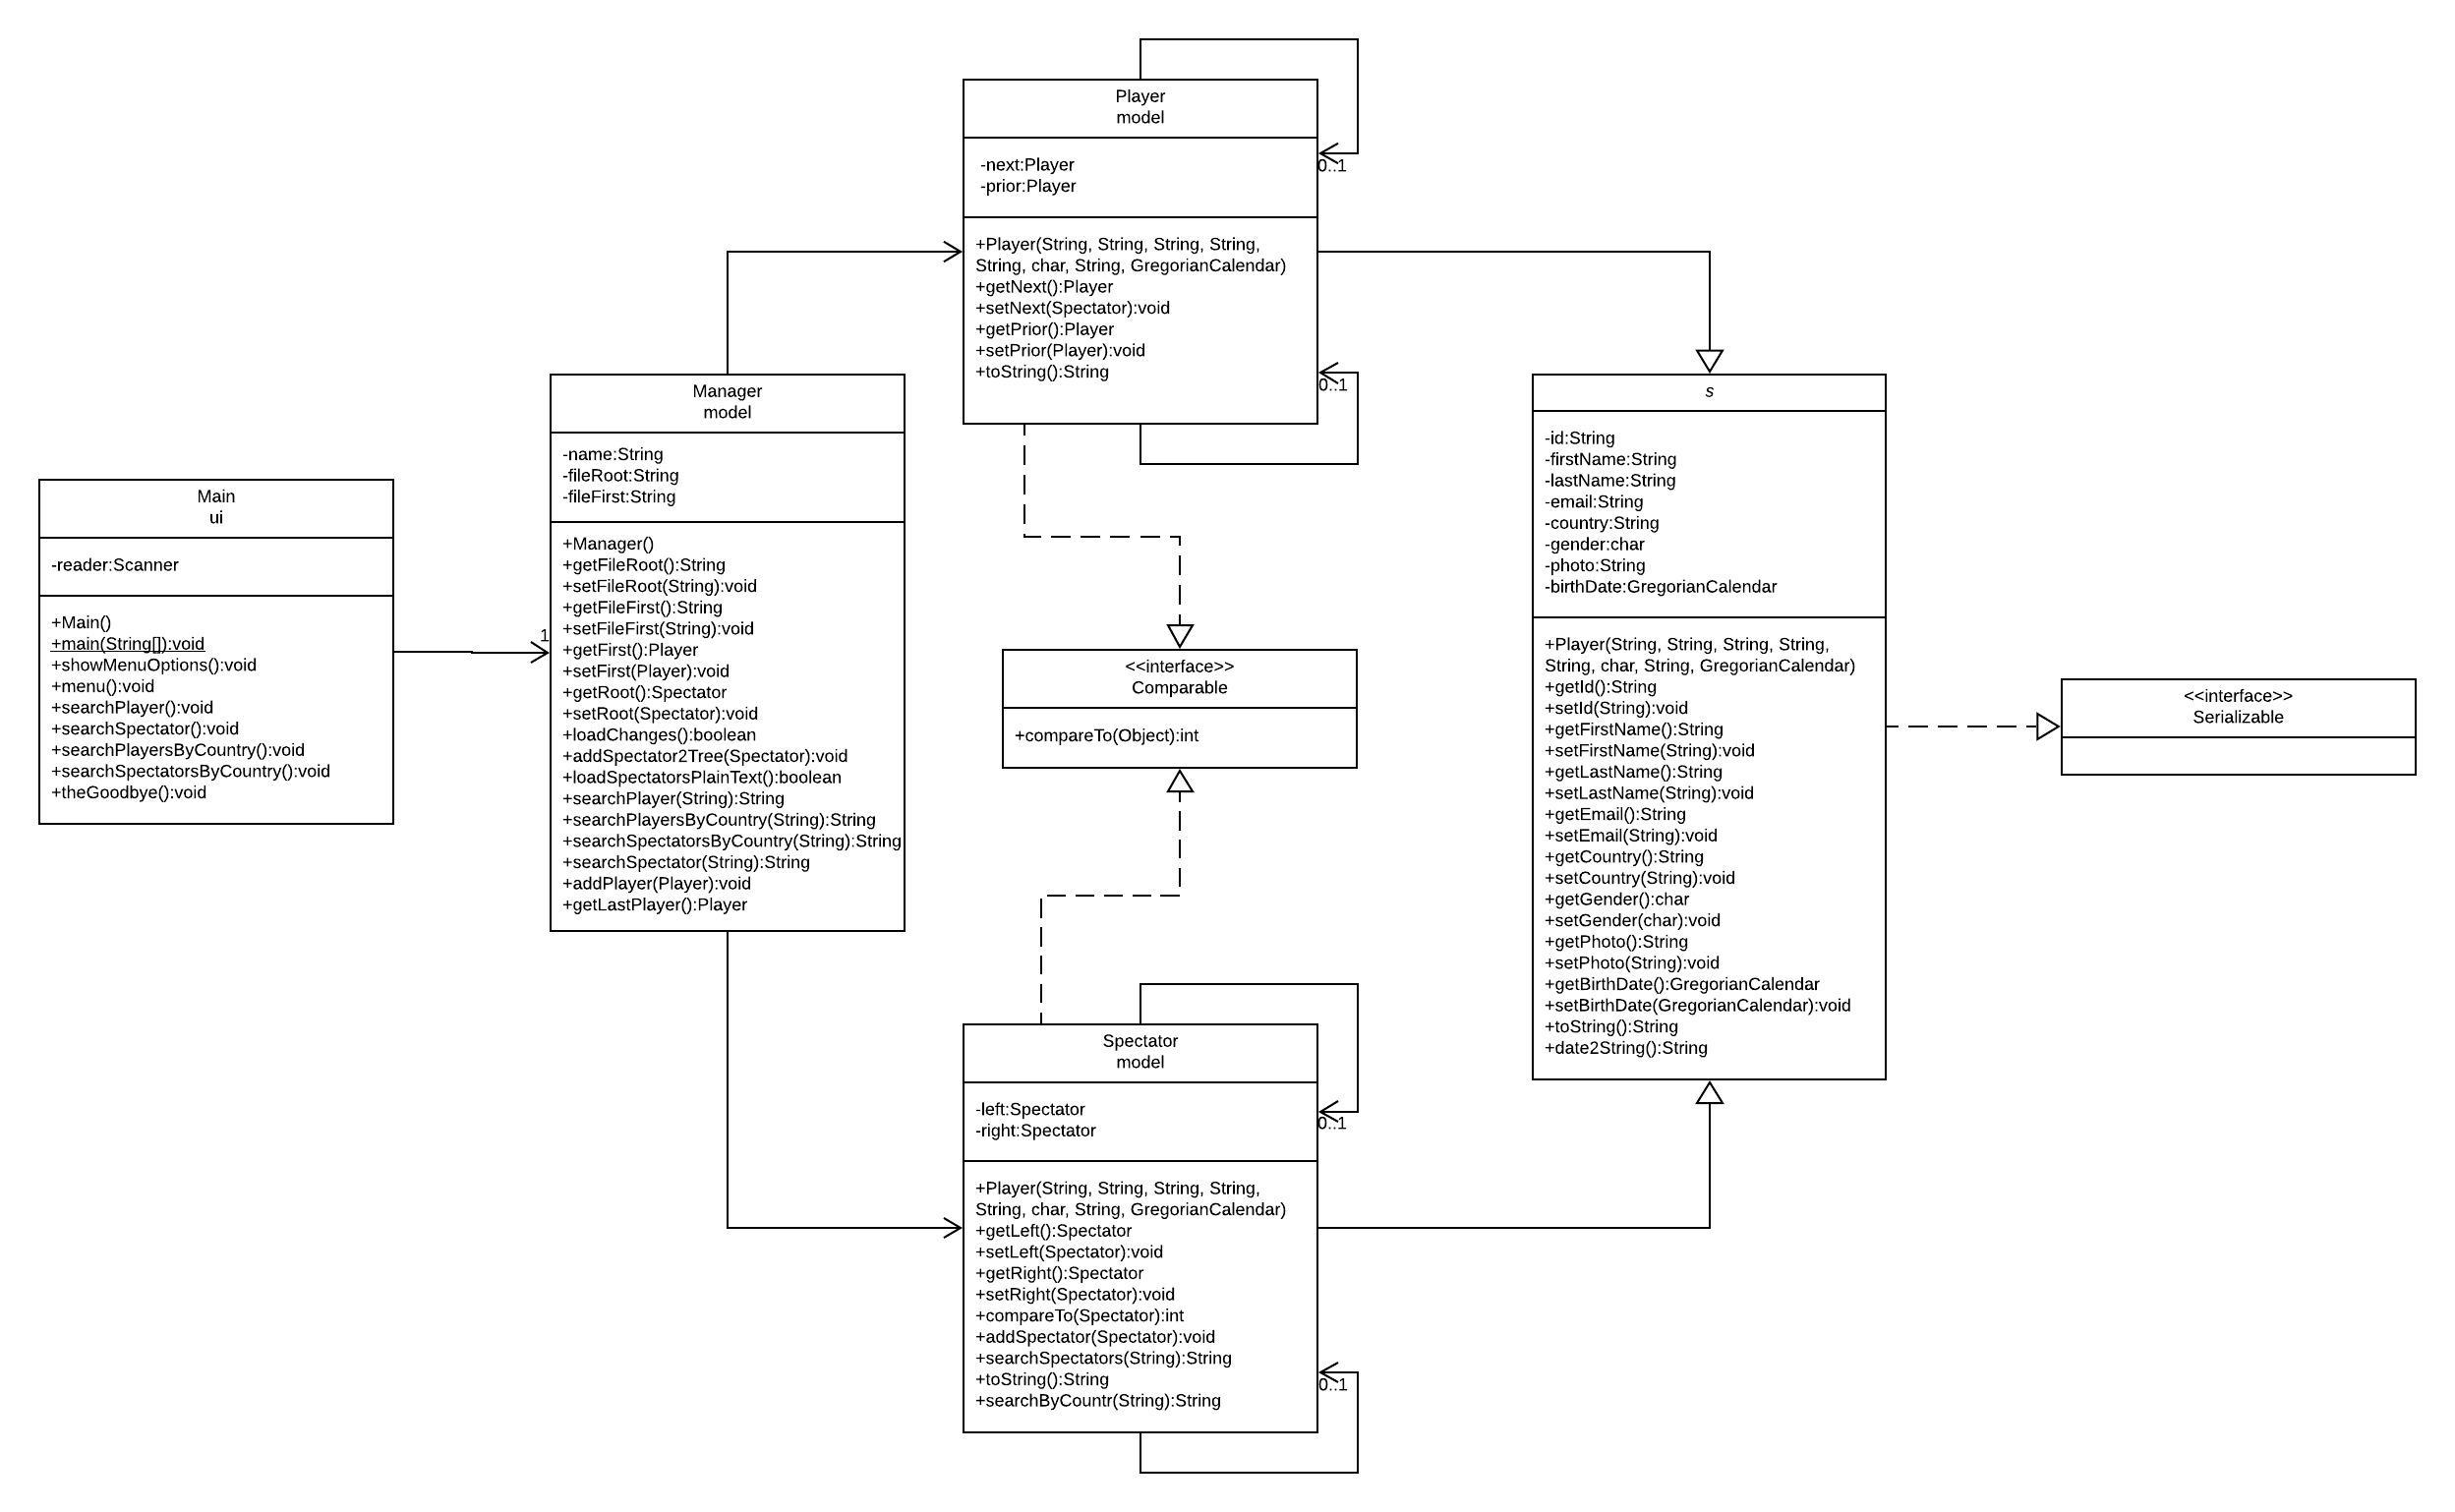 Main
ui
-reader:Scanner
+Main()
+main(String[]):void
+showMenuOptions():void
+menu():void
+searchPlayer():void
+searchSpectator():void
+searchPlayersByCountry():void
+searchSpectatorsByCountry():void
+theGoodbye():void
1
Manager
model
-name:String
-fileRoot:String
-fileFirst:String
+Manager()
+getFileRoot():String
+setFileRoot(String):void
+getFileFirst():String
+setFileFirst(String):void
+getFirst():Player
+setFirst(Player):void
+getRoot():Spectator
+setRoot(Spectator):void
+loadChanges():boolean
+addSpectator2Tree(Spectator):void
+loadSpectatorsPlainText():boolean
+searchPlayer(String):String
+searchPlayersByCountry(String):String
+searchSpectatorsByCountry(String):String
+searchSpectator(String):String
+addPlayer(Player):void
+getLastPlayer():Player
Player
model
-next:Player
-prior:Player
+Player(String, String, String, String,
String, char, String, GregorianCalendar)
+getNext():Player
+setNext(Spectator):void
+getPrior():Player
+setPrior(Player):void
+toString():String
0..1
0..1
<<interface>>
Comparable
+compareTo(Object):int
Spectator
model
-left:Spectator
-right:Spectator
+Player(String, String, String, String,
String, char, String, GregorianCalendar)
+getLeft():Spectator
+setLeft(Spectator):void
+getRight():Spectator
+setRight(Spectator):void
+compareTo(Spectator):int
+addSpectator(Spectator):void
+searchSpectators(String):String
+toString():String
+searchByCountr(String):String
0..1
0..1
s
-id:String
-firstName:String
-lastName:String
-email:String
-country:String
-gender:char
-photo:String
-birthDate:GregorianCalendar
+Player(String, String, String, String,
String, char, String, GregorianCalendar)
+getId():String
+setId(String):void
+getFirstName():String
+setFirstName(String):void
+getLastName():String
+setLastName(String):void
+getEmail():String
+setEmail(String):void
+getCountry():String
+setCountry(String):void
+getGender():char
+setGender(char):void
+getPhoto():String
+setPhoto(String):void
+getBirthDate():GregorianCalendar
+setBirthDate(GregorianCalendar):void
+toString():String
+date2String():String
<<interface>>
Serializable